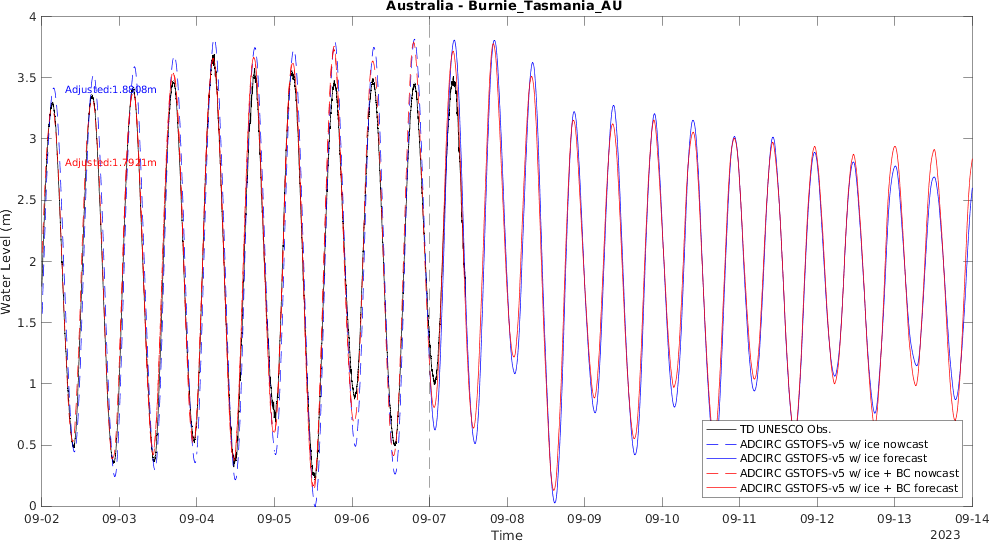 Australia - Burnie_Tasmania_AU
4
3.5
3
2.5
2
1.5
1
0.5
0
Water Level (m)
Adjusted:1.8808m
Adjusted:1.7921m
TD UNESCO Obs.
ADCIRC GSTOFS-v5 w/ ice nowcast
ADCIRC GSTOFS-v5 w/ ice forecast
ADCIRC GSTOFS-v5 w/ ice + BC nowcast
ADCIRC GSTOFS-v5 w/ ice + BC forecast
09-02 09-03 09-04 09-05 09-06 09-07 09-08 09-09 09-10 09-11 09-12 09-13 09-14
Time
2023